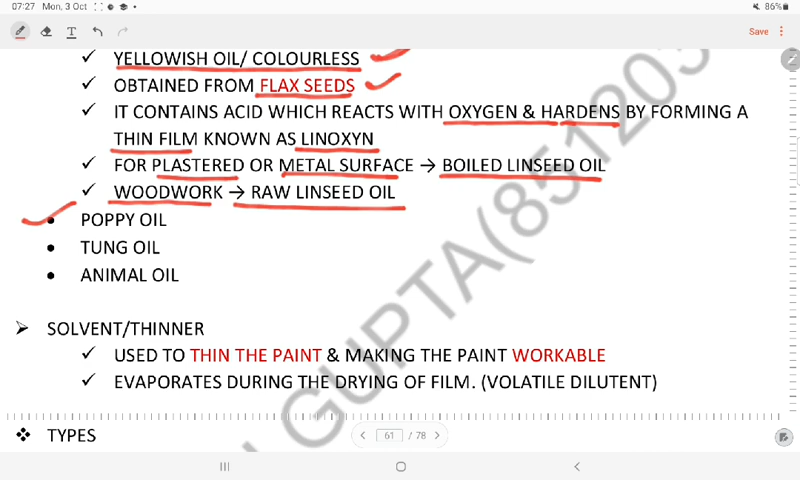 07:27 Mon, 3 Oct 86%
T Save
✓ YELLOWISH OIL/ COLOURLESS
✓ OBTAINED FROM FLAX SEEDS
✓ IT CONTAINS ACID WHICH REACTS WITH OXYGEN & HARDENS BY FORMING A
THIN FILM KNOWN AS LINOXYN
✓ FOR PLASTERED OR METAL SURFACE → BOILED LINSEED OIL
✓ WOODWORK → RAW LINSEED OIL
• POPPY OIL
• TUNG OIL
• ANIMAL OIL
➢ SOLVENT/THINNER
✓ USED TO THIN THE PAINT & MAKING THE PAINT WORKABLE
✓ EVAPORATES DURING THE DRYING OF FILM. (VOLATILE DILUTENT)
❖ TYPES
61 / 78
GUPTA(851205